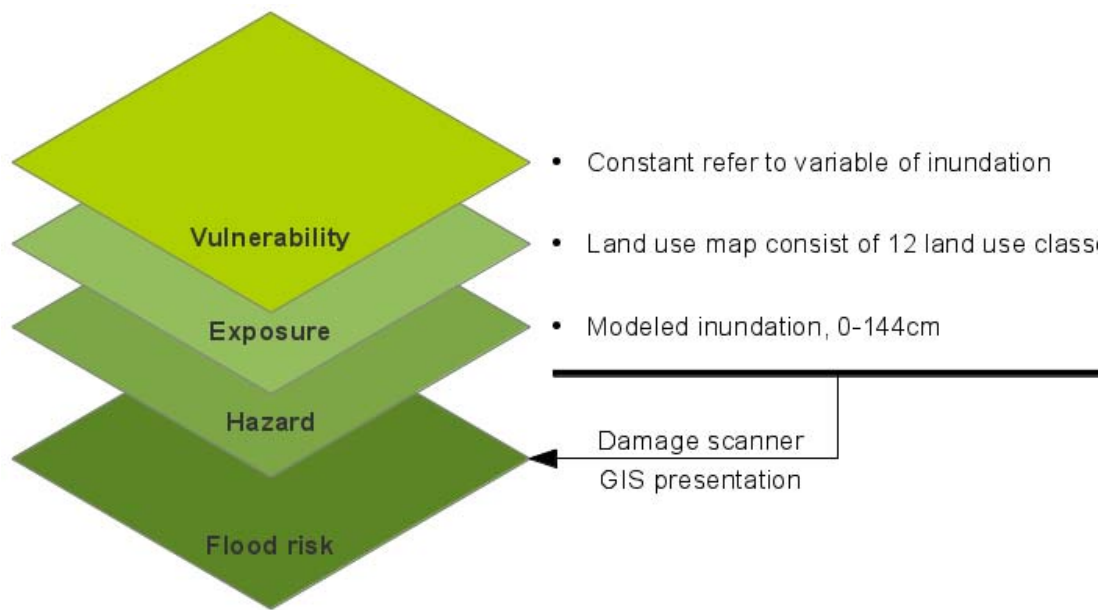 Vulnerability
• Constant refer to variable of inundation
Exposure
• Land use map consist of 12 land use classe
Hazard
• Modeled inundation, 0-144cm
Damage scanner
GIS presentation
Flood risk